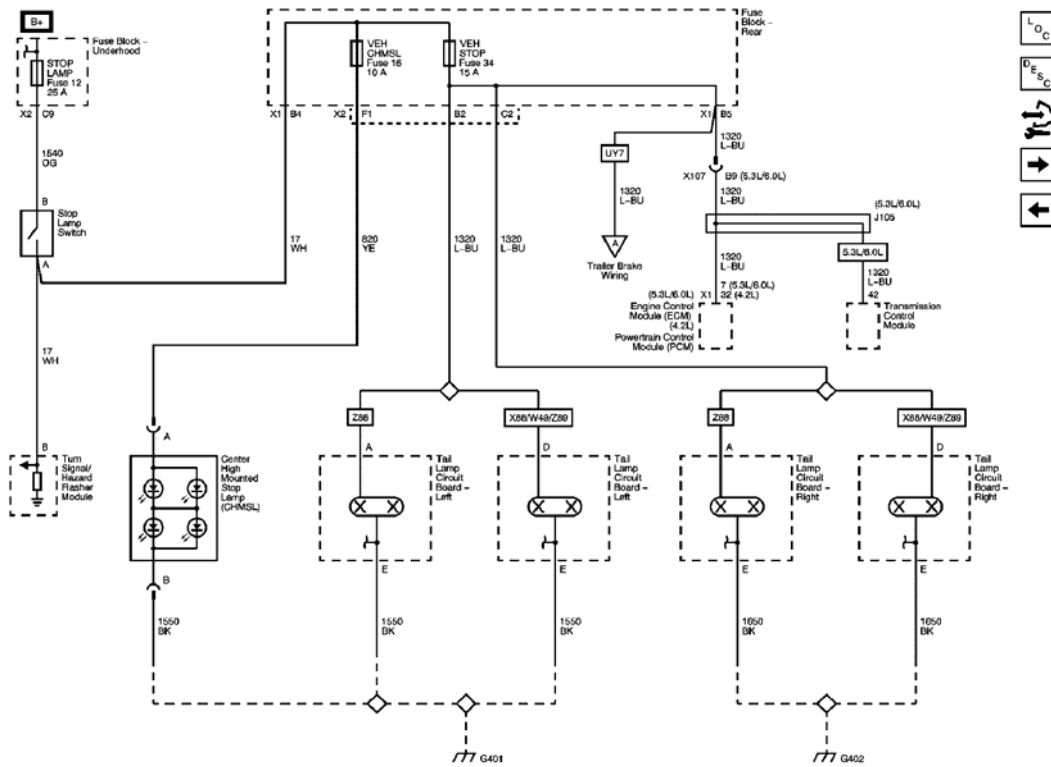 B+
Fuse Block –
Underhood
STOP
LAMP
Fuse 12
25 A
X2 C9
1540
OG
B
Stop
Lamp
Switch
A
17
WH
B
Turn
Signal/
Hazard
Flasher
Module
Fuse
Block –
Rear
VEH
CHMSL
Fuse 16
10 A
VEH
STOP
Fuse 34
15 A
X1 B4
X2 F1
B2
C2
X1 B5
17
WH
820
YE
1320
L–BU
1320
L–BU
UY7
1320
L–BU
A
Trailer Brake
Wiring
1320
L–BU
X107 B9 (5.3L/6.0L)
1320
L–BU
(5.3L/6.0L)
J105
1320
L–BU
5.3L/6.0L
1320
L–BU
7 (5.3L/6.0L)
(5.3L/6.0L) X1 32 (4.2L)
Engine Control
Module (ECM)
(4.2L)
Powertrain Control
Module (PCM)
42
Transmission
Control
Module
A
Center
High
Mounted
Stop
Lamp
(CHMSL)
B
1550
BK
Z88
A
Tail
Lamp
Circuit
Board –
Left
E
1550
BK
X88/W49/Z89
D
Tail
Lamp
Circuit
Board –
Left
E
1550
BK
Z88
A
Tail
Lamp
Circuit
Board –
Right
E
1650
BK
X88/W49/Z89
D
Tail
Lamp
Circuit
Board –
Right
E
1650
BK
G401
G402
LOC
DESC